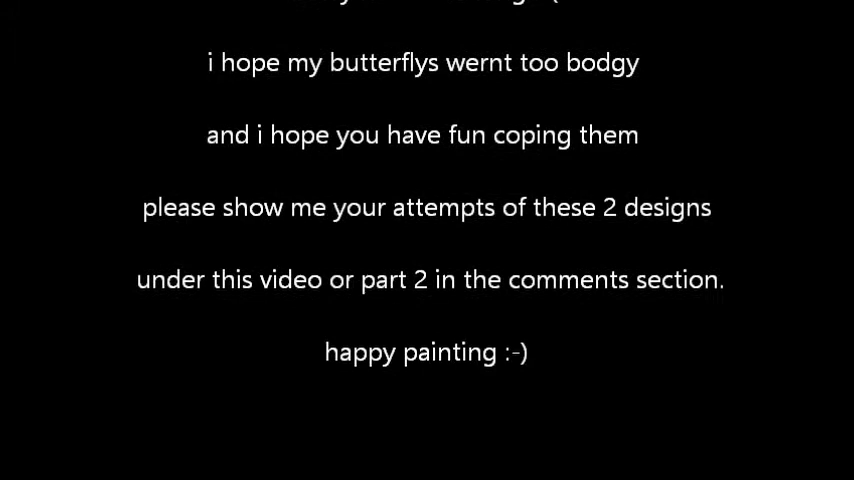 i hope my butterflys wernt too bodgy
and i hope you have fun coping them
please show me your attempts of these 2 designs
under this video or part 2 in the comments section.
happy painting :-)